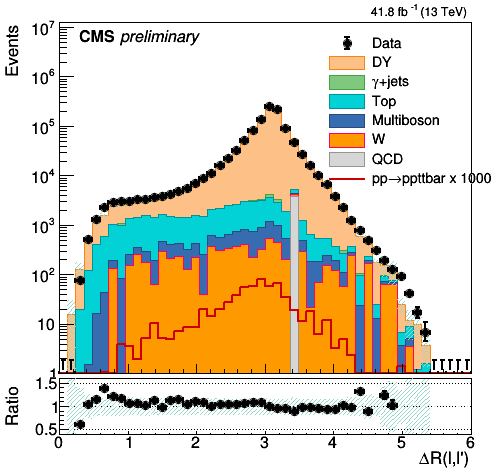 41.8 fb⁻¹ (13 TeV)
CMS preliminary
Events
10⁷
10⁶
10⁵
10⁴
10³
10²
10
1
Data
DY
γ+jets
Top
Multiboson
W
QCD
pp→ppttbar x 1000
Ratio
1.5
1
0.5
0 1 2 3 4 5 6
ΔR(l,l')